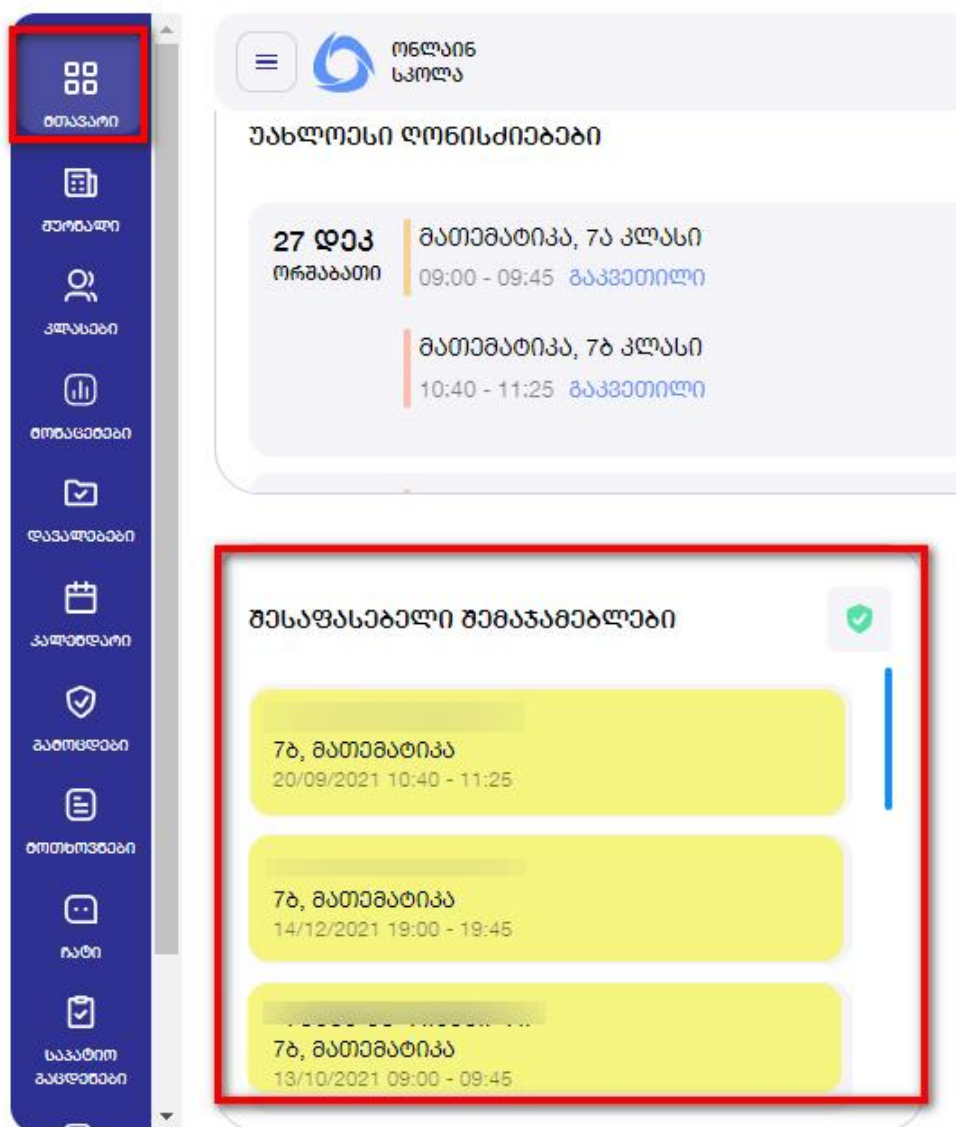 მთავარი
ჟურნალი
კლასები
მონაცემები
დავალებები
კალენდარი
გამოცდები
მოთხოვნები
ჩატი
საპატიო
გაცდენები
ონლაინ
სკოლა
უახლოესი ღონისძიებები
27 დეკ
ორშაბათი
მათემატიკა, 7ა კლასი
09:00 - 09:45 გაკვეთილი
მათემატიკა, 7ბ კლასი
10:40 - 11:25 გაკვეთილი
შესაფასებელი შემაჯამებლები
7ბ, მათემატიკა
20/09/2021 10:40 - 11:25
7ბ, მათემატიკა
14/12/2021 19:00 - 19:45
7ბ, მათემატიკა
13/10/2021 09:00 - 09:45